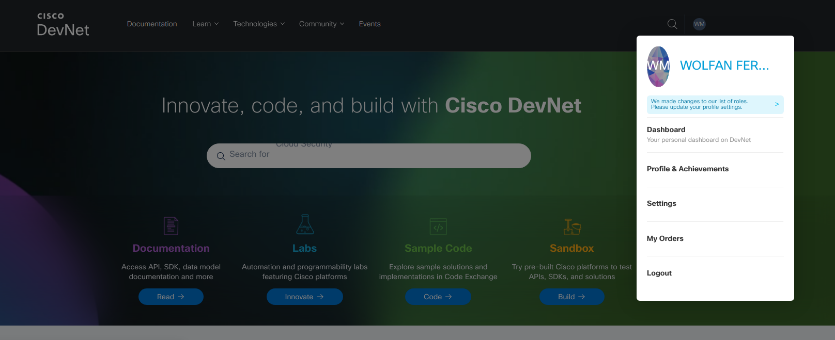 CISCO
DevNet
Documentation
Learn
Technologies
Community
Events
WM
WM
WOLFAN FER...
We made changes to our list of roles.
Please update your profile settings.
>
Dashboard
Your personal dashboard on DevNet
Profile & Achievements
Settings
My Orders
Logout
Innovate, code, and build with Cisco DevNet
Search for
Cloud Security
Documentation
Access API, SDK, data model
documentation and more
Read →
Labs
Automation and programmability labs
featuring Cisco platforms
Innovate →
Sample Code
Explore sample solutions and
implementations in Code Exchange
Code →
Sandbox
Try pre-built Cisco platforms to test
APIs, SDKs, and solutions
Build →